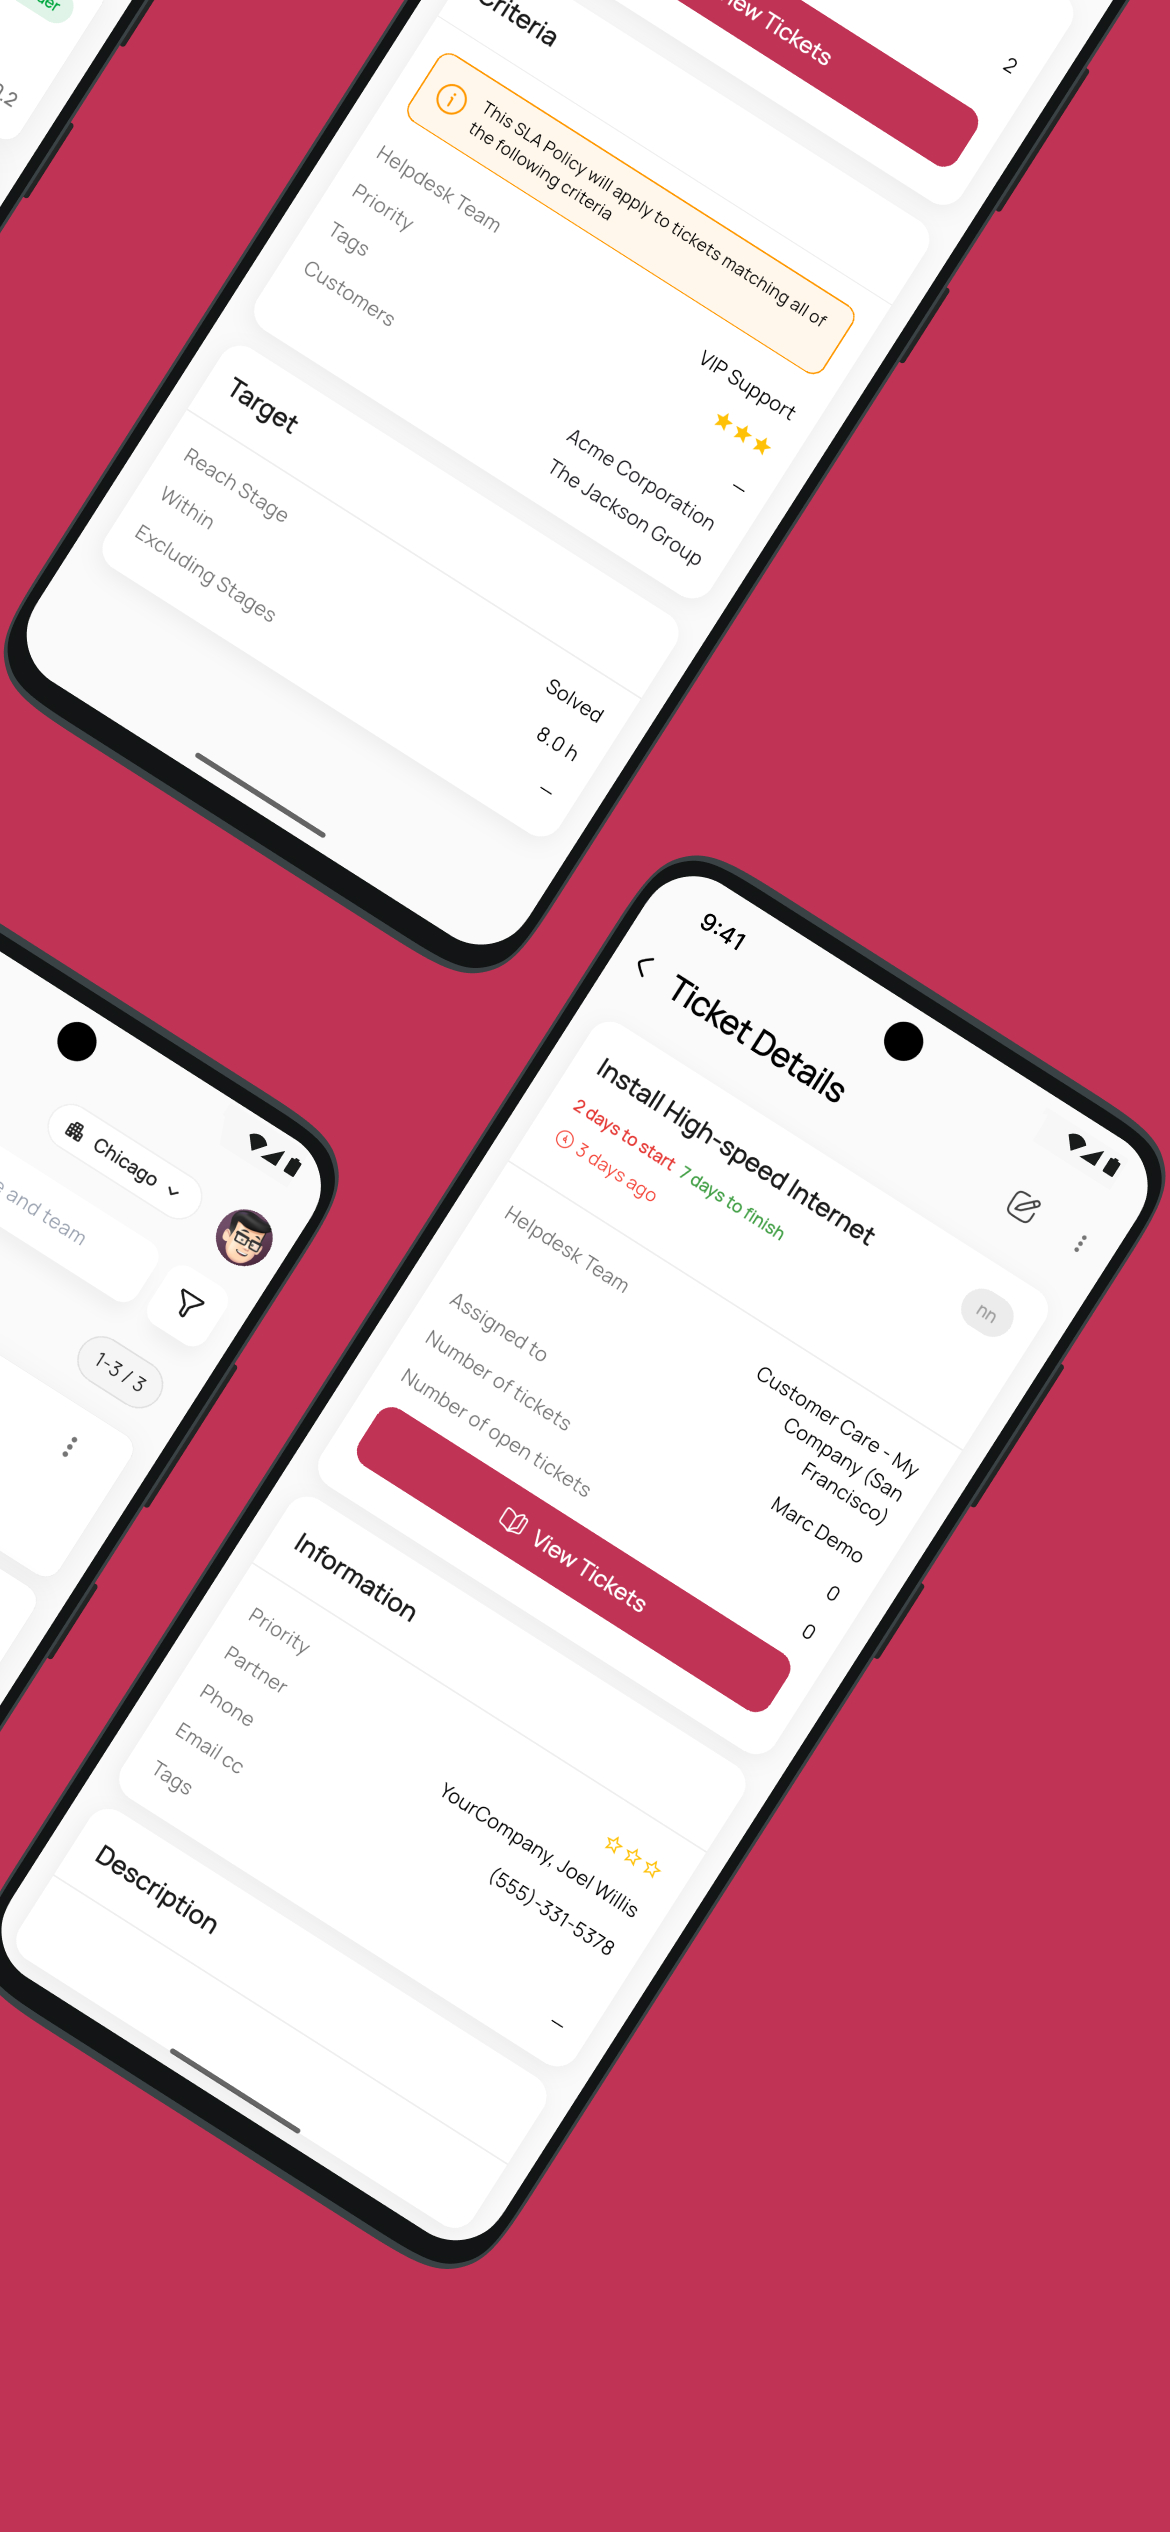 0.2
View Tickets
2
Criteria
This SLA Policy will apply to tickets matching all of
the following criteria
Helpdesk Team
VIP Support
Priority
Tags
–
Customers
Acme Corporation
The Jackson Group
Target
Reach Stage
Solved
Within
8.0 h
Excluding Stages
–
Chicago
and team
1-3 / 3
9:41
Ticket Details
Install High-speed Internet
2 days to start 7 days to finish
3 days ago
nn
Helpdesk Team
Customer Care - My
Company (San
Francisco)
Assigned to
Marc Demo
Number of tickets
0
Number of open tickets
0
View Tickets
Information
Priority
Partner
YourCompany, Joel Willis
Phone
(555)-331-5378
Email cc
Tags
–
Description